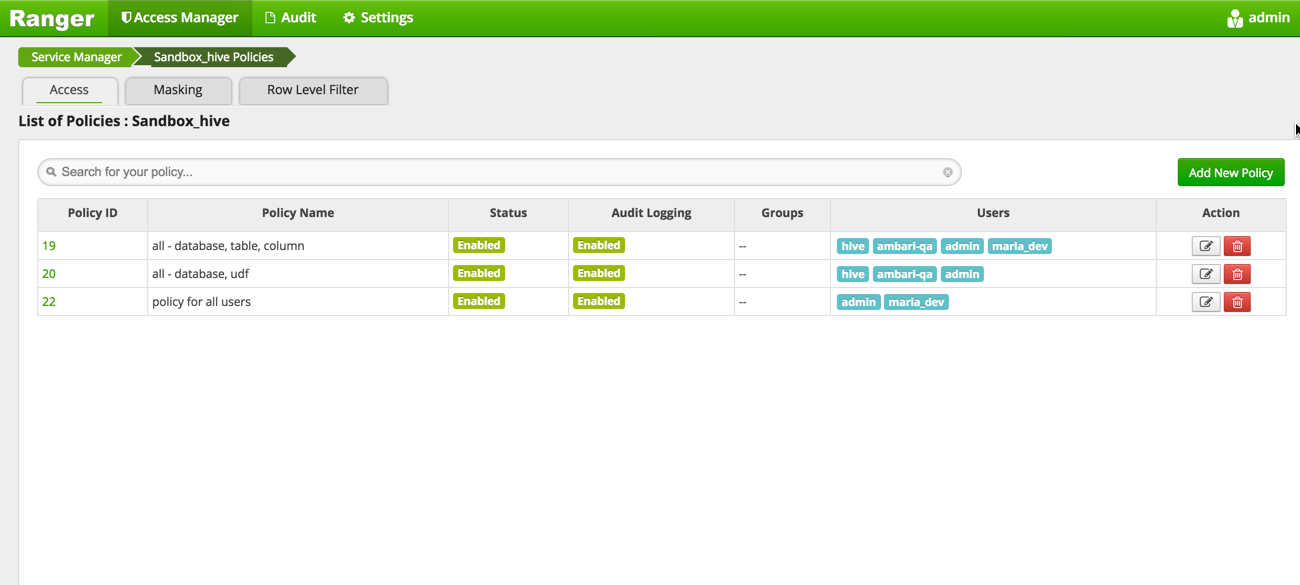 Ranger Access Manager Audit Settings admin
Service Manager Sandbox_hive Policies
Access Masking Row Level Filter
List of Policies : Sandbox_hive
Search for your policy... Add New Policy
Policy ID Policy Name Status Audit Logging Groups Users Action
19 all - database, table, column Enabled Enabled -- hive ambari-qa admin maria_dev
20 all - database, udf Enabled Enabled -- hive ambari-qa admin
22 policy for all users Enabled Enabled -- admin maria_dev